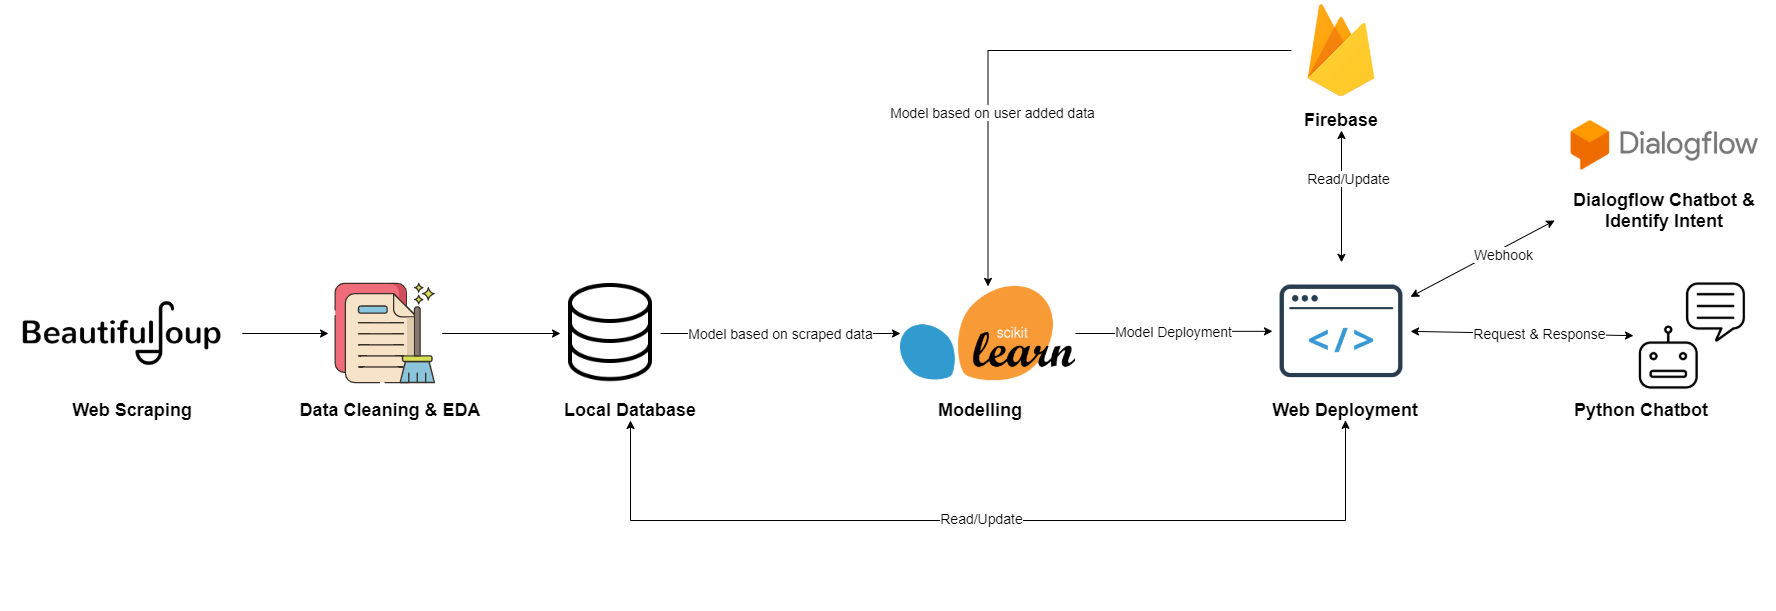 Firebase
Model based on user added data
Read/Update
Dialogflow
Dialogflow Chatbot &
Identify Intent
Webhook
BeautifulSoup
Model based on scraped data
scikit
learn
Model Deployment
</>
Request & Response
Web Scraping
Data Cleaning & EDA
Local Database
Modelling
Web Deployment
Python Chatbot
Read/Update